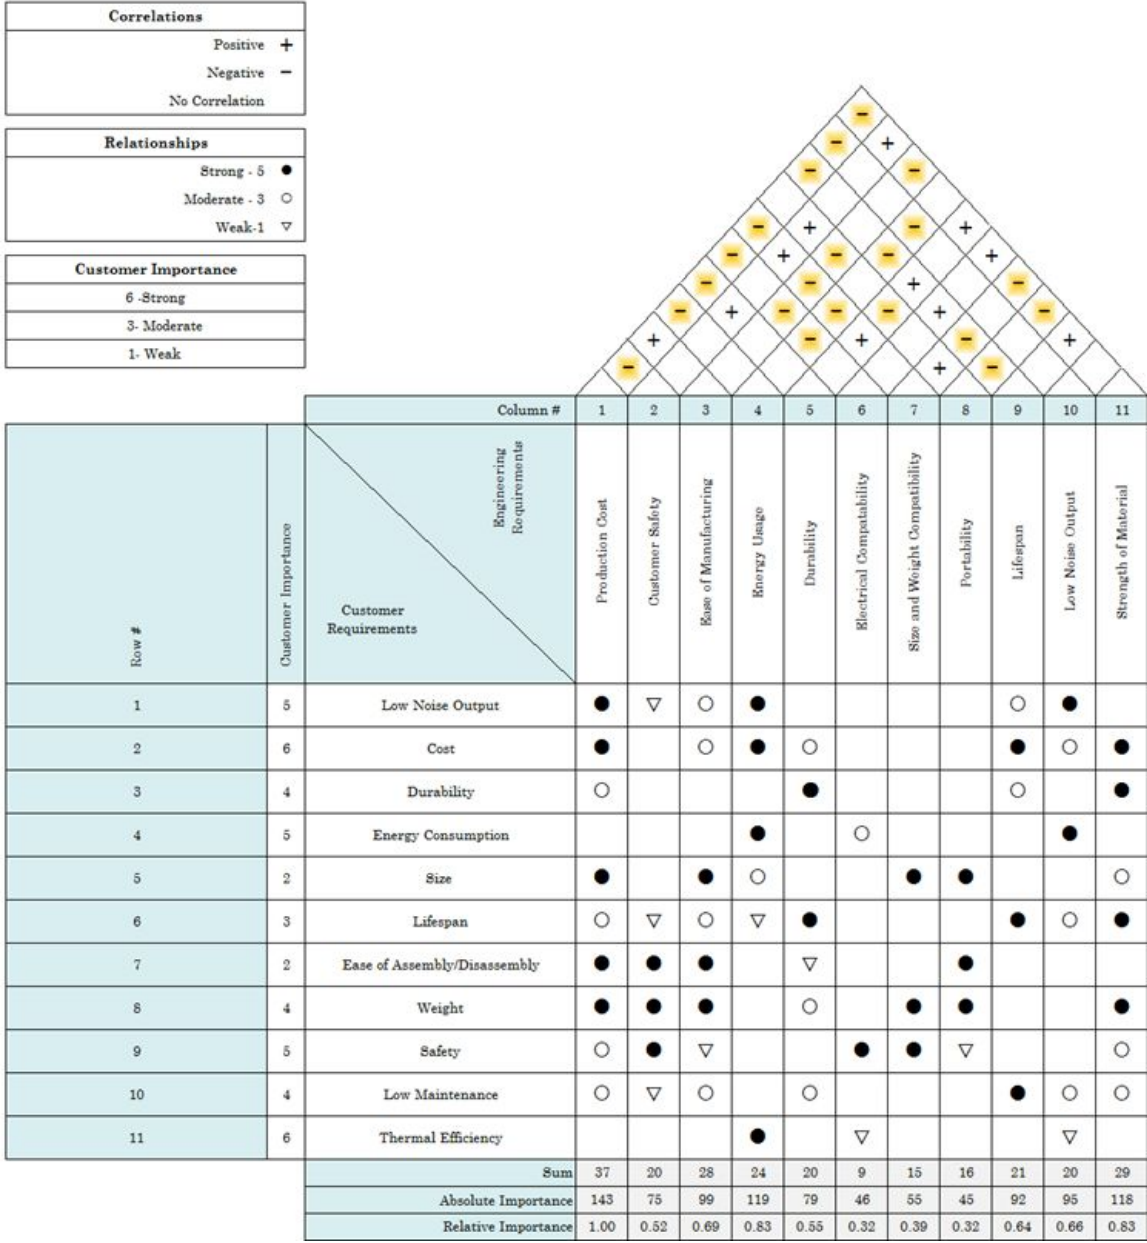 Correlations
Positive +
Negative −
No Correlation
Relationships
Strong - 5 ●
Moderate - 3 ○
Weak-1 ▽
Customer Importance
6 -Strong
3- Moderate
1- Weak
− 
− +
− −
− + − +
− + − − +
− − + −
− + − − − + −
+ − + − +
− + −
Column # 1 2 3 4 5 6 7 8 9 10 11
Row #
Customer Importance
Engineering
Requirements
Customer
Requirements
Production Cost
Customer Safety
Ease of Manufacturing
Energy Usage
Durability
Electrical Compatability
Size and Weight Compatibility
Portability
Lifespan
Low Noise Output
Strength of Material
1 5 Low Noise Output ● ▽ ○ ● ○ ●
2 6 Cost ● ○ ● ○ ● ○ ●
3 4 Durability ○ ● ○ ●
4 5 Energy Consumption ● ○ ●
5 2 Size ● ● ○ ● ● ○
6 3 Lifespan ○ ▽ ○ ▽ ● ● ○ ●
7 2 Ease of Assembly/Disassembly ● ● ● ▽ ●
8 4 Weight ● ● ● ○ ● ● ●
9 5 Safety ○ ● ▽ ● ● ▽ ○
10 4 Low Maintenance ○ ▽ ○ ○ ● ○ ○
11 6 Thermal Efficiency ● ▽ ▽
Sum 37 20 28 24 20 9 15 16 21 20 29
Absolute Importance 143 75 99 119 79 46 55 45 92 95 118
Relative Importance 1.00 0.52 0.69 0.83 0.55 0.32 0.39 0.32 0.64 0.66 0.83